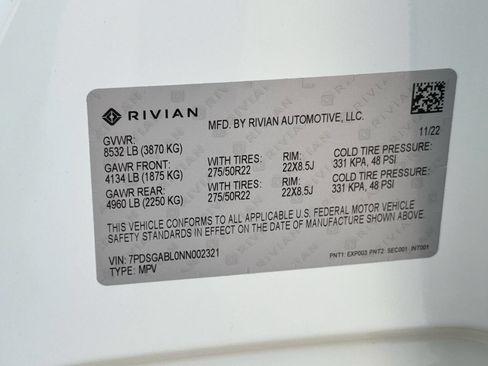 RIVIAN
MFD. BY RIVIAN AUTOMOTIVE, LLC.
11/22
GVWR:
8532 LB (3870 KG)
GAWR FRONT: WITH TIRES: RIM: COLD TIRE PRESSURE:
4134 LB (1875 KG) 275/50R22 22X8.5J 331 KPA, 48 PSI
GAWR REAR: WITH TIRES: RIM: COLD TIRE PRESSURE:
4960 LB (2250 KG) 275/50R22 22X8.5J 331 KPA, 48 PSI
THIS VEHICLE CONFORMS TO ALL APPLICABLE U.S. FEDERAL MOTOR VEHICLE
SAFETY STANDARDS IN EFFECT ON THE DATE OF MANUFACTURE SHOWN ABOVE.
VIN: 7PDSGABL0NN002321
TYPE: MPV
PNT1: EXP003 PNT2: SEC001 INT001